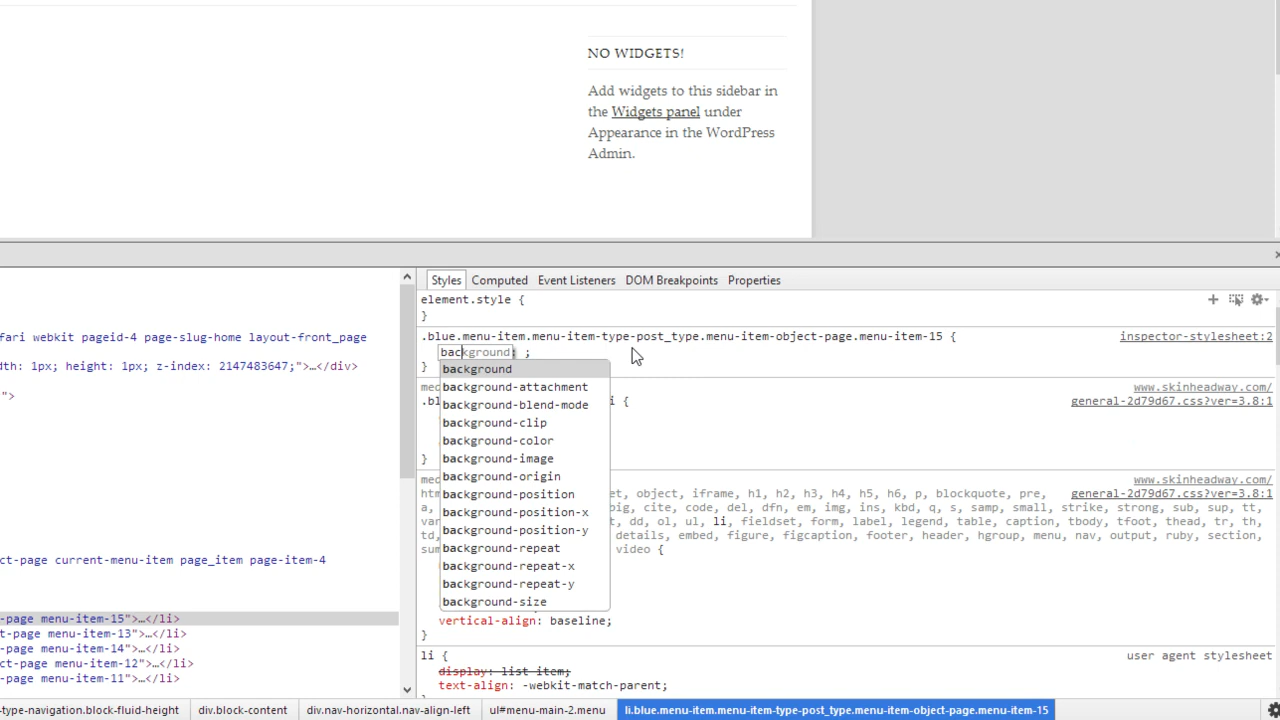 NO WIDGETS!
Add widgets to this sidebar in
the Widgets panel under
Appearance in the WordPress
Admin.
fari webkit pageid-4 page-slug-home layout-front_page
dth: 1px; height: 1px; z-index: 2147483647;">…</div>
">
ct-page current-menu-item page_item page-item-4
-page menu-item-15">…</li>
t-page menu-item-13">…</li>
-page menu-item-14">…</li>
ect-page menu-item-12">…</li>
-page menu-item-11">…</li>
Styles Computed Event Listeners DOM Breakpoints Properties
element.style {
}
.blue.menu-item.menu-item-type-post_type.menu-item-object-page.menu-item-15 { inspector-stylesheet:2
background: ;
}
background
background-attachment
background-blend-mode
background-clip
background-color
background-image
background-origin
background-position
background-position-x
background-position-y
background-repeat
background-repeat-x
background-repeat-y
background-size
med www.skinheadway.com/
.bl i { general-2d79d67.css?ver=3.8:1
}
med www.skinheadway.com/
htm et, object, iframe, h1, h2, h3, h4, h5, h6, p, blockquote, pre, general-2d79d67.css?ver=3.8:1
a, big, cite, code, del, dfn, em, img, ins, kbd, q, s, samp, small, strike, strong, sub, sup, tt,
var t, dd, ol, ul, li, fieldset, form, label, legend, table, caption, tbody, tfoot, thead, tr, th,
td, details, embed, figure, figcaption, footer, header, hgroup, menu, nav, output, ruby, section,
sum video {
vertical-align: baseline;
}
li { user agent stylesheet
display: list-item;
text-align: -webkit-match-parent;
-type-navigation.block-fluid-height div.block-content div.nav-horizontal.nav-align-left ul#menu-main-2.menu li.blue.menu-item.menu-item-type-post_type.menu-item-object-page.menu-item-15